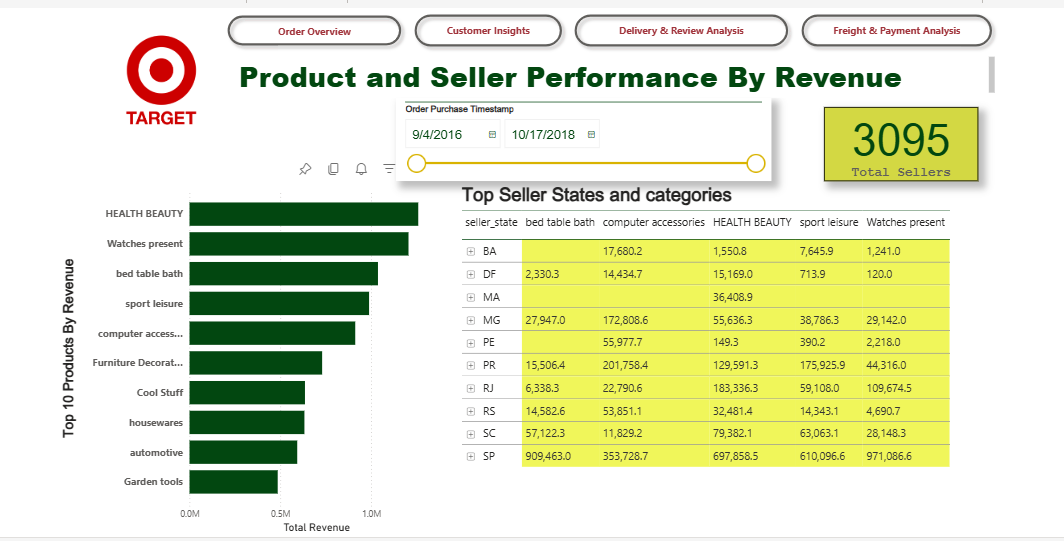 Order Overview
Customer Insights
Delivery & Review Analysis
Freight & Payment Analysis
TARGET
Product and Seller Performance By Revenue
Order Purchase Timestamp
9/4/2016
10/17/2018
3095
Total Sellers
Top 10 Products By Revenue
HEALTH BEAUTY
Watches present
bed table bath
sport leisure
computer access...
Furniture Decorat...
Cool Stuff
housewares
automotive
Garden tools
0.0M 0.5M 1.0M
Total Revenue
Top Seller States and categories
seller_state bed table bath computer accessories HEALTH BEAUTY sport leisure Watches present
BA 17,680.2 1,550.8 7,645.9 1,241.0
DF 2,330.3 14,434.7 15,169.0 713.9 120.0
MA 36,408.9
MG 27,947.0 172,808.6 55,636.3 38,786.3 29,142.0
PE 55,977.7 149.3 390.2 2,218.0
PR 15,506.4 201,758.4 129,591.3 175,925.9 44,316.0
RJ 6,338.3 22,790.6 183,336.3 59,108.0 109,674.5
RS 14,582.6 53,851.1 32,481.4 14,343.1 4,690.7
SC 57,122.3 11,829.2 79,382.1 63,063.1 28,148.3
SP 909,463.0 353,728.7 697,858.5 610,096.6 971,086.6